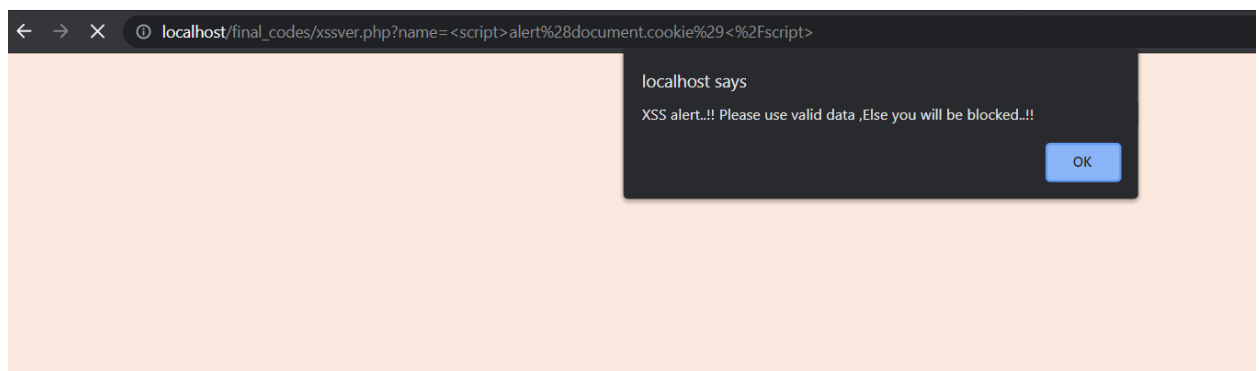 localhost/final_codes/xssver.php?name=<script>alert%28document.cookie%29<%2Fscript>
localhost says
XSS alert..!! Please use valid data ,Else you will be blocked..!!
OK